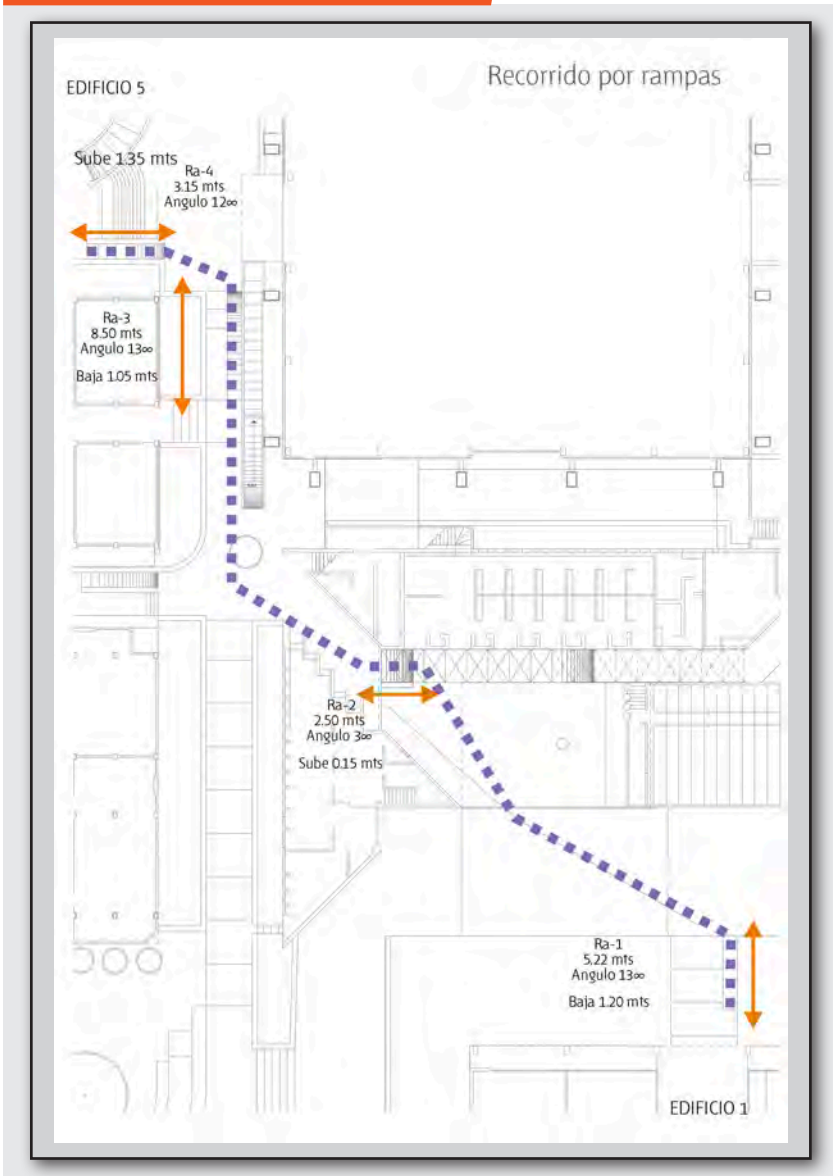 Recorrido por rampas
EDIFICIO 5
Sube 1.35 mts
Ra-4
3.15 mts
Angulo 12∞
Ra-3
8.50 mts
Angulo 13∞
Baja 1.05 mts
Ra-2
2.50 mts
Angulo 3∞
Sube 0.15 mts
Ra-1
5.22 mts
Angulo 13∞
Baja 1.20 mts
EDIFICIO 1